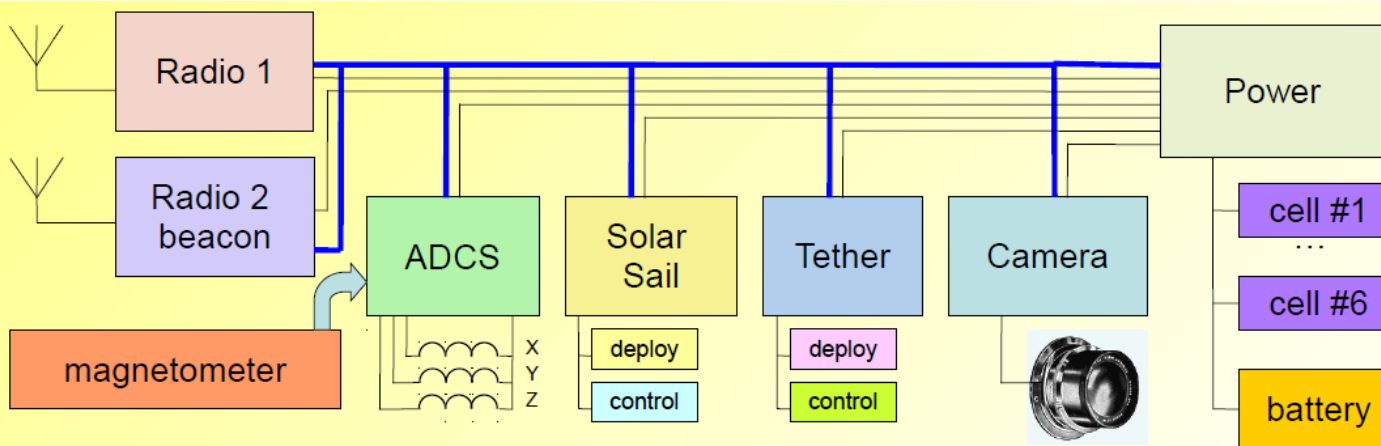 Radio 1
Power
Radio 2
beacon
ADCS
Solar
Sail
Tether
Camera
cell #1
...
cell #6
magnetometer
X
Y
Z
deploy
control
deploy
control
battery